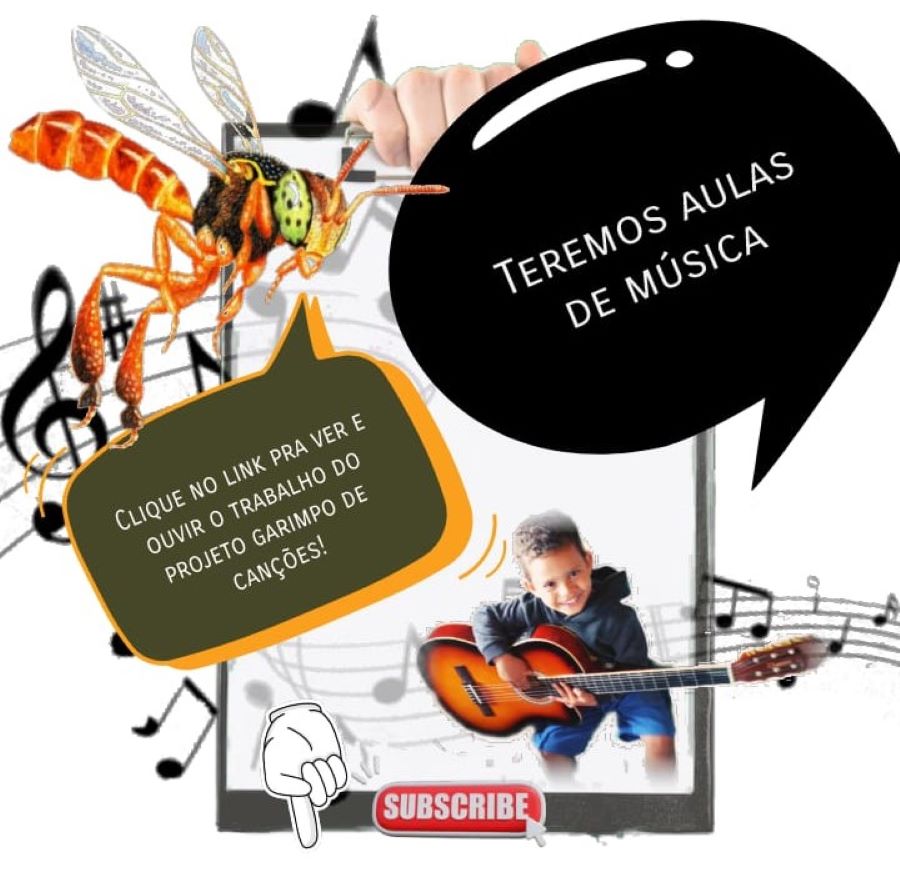 Teremos aulas
de música
Clique no link pra ver e
ouvir o trabalho do
projeto garimpo de
canções!
SUBSCRIBE